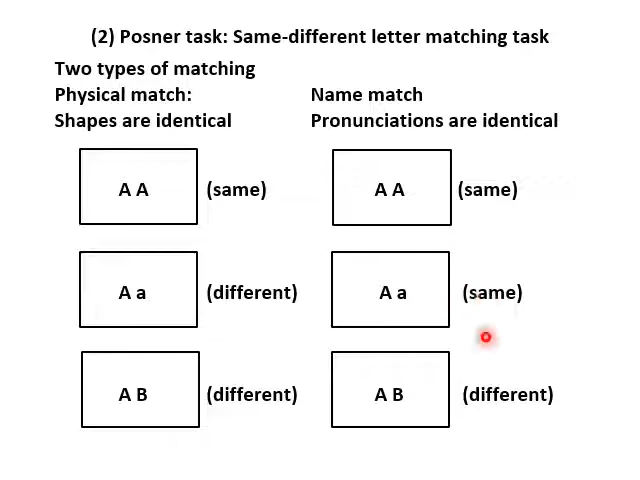 (2) Posner task: Same-different letter matching task
Two types of matching
Physical match:
Shapes are identical
Name match
Pronunciations are identical
A A (same)
A A (same)
A a (different)
A a (same)
A B (different)
A B (different)